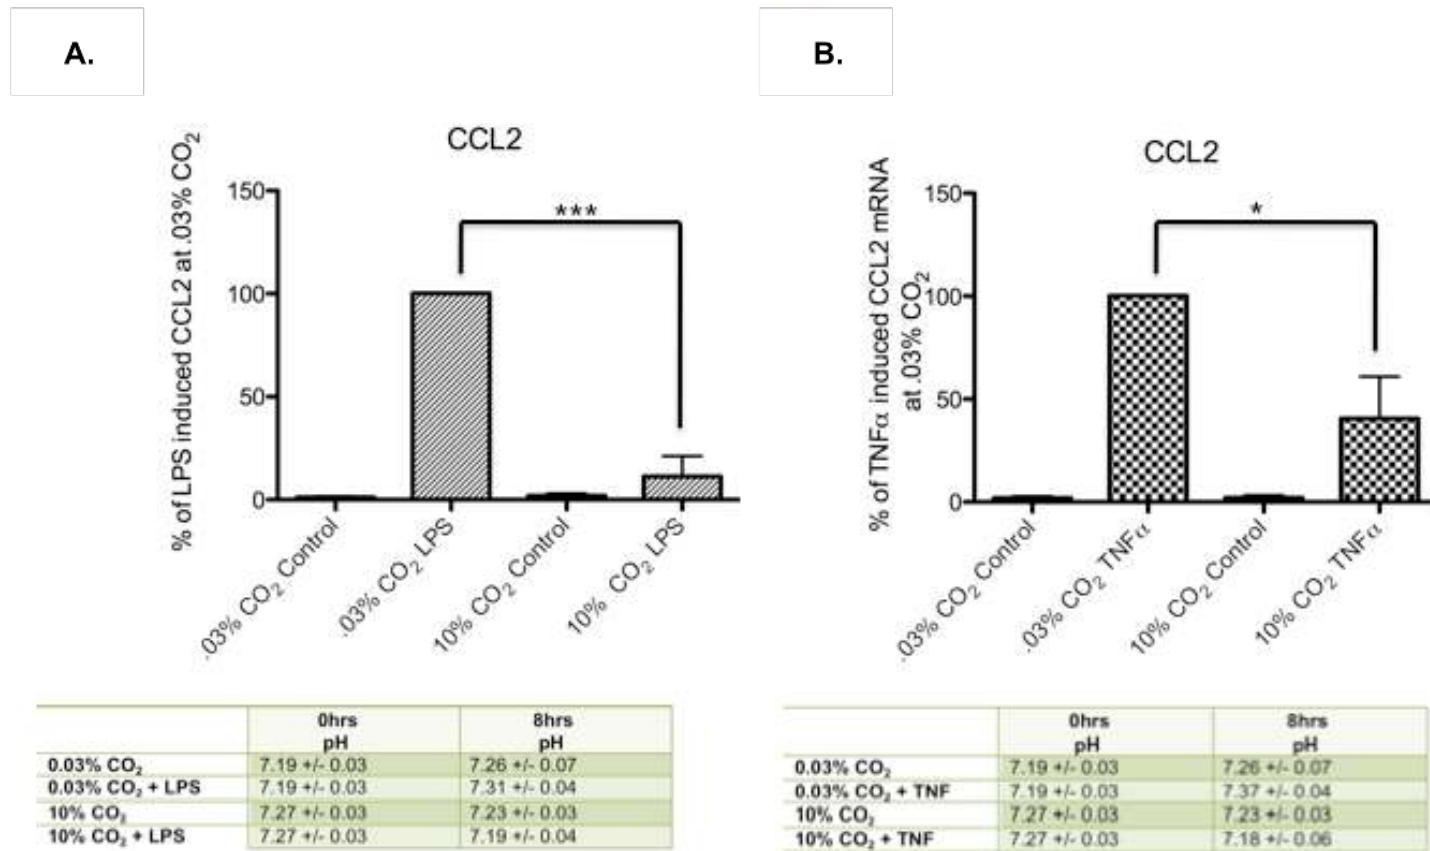 A.
CCL2
% of LPS induced CCL2 at .03% CO₂
150
***
100
50
0
.03% CO₂ Control
.03% CO₂ LPS
10% CO₂ Control
10% CO₂ LPS
0hrs 8hrs
pH pH
0.03% CO₂ 7.19 +/- 0.03 7.26 +/- 0.07
0.03% CO₂ + LPS 7.19 +/- 0.03 7.31 +/- 0.04
10% CO₂ 7.27 +/- 0.03 7.23 +/- 0.03
10% CO₂ + LPS 7.27 +/- 0.03 7.19 +/- 0.04
B.
CCL2
% of TNFα induced CCL2 mRNA
at .03% CO₂
150
*
100
50
0
.03% CO₂ Control
.03% CO₂ TNFα
10% CO₂ Control
10% CO₂ TNFα
0hrs 8hrs
pH pH
0.03% CO₂ 7.19 +/- 0.03 7.26 +/- 0.07
0.03% CO₂ + TNF 7.19 +/- 0.03 7.37 +/- 0.04
10% CO₂ 7.27 +/- 0.03 7.23 +/- 0.03
10% CO₂ + TNF 7.27 +/- 0.03 7.18 +/- 0.06